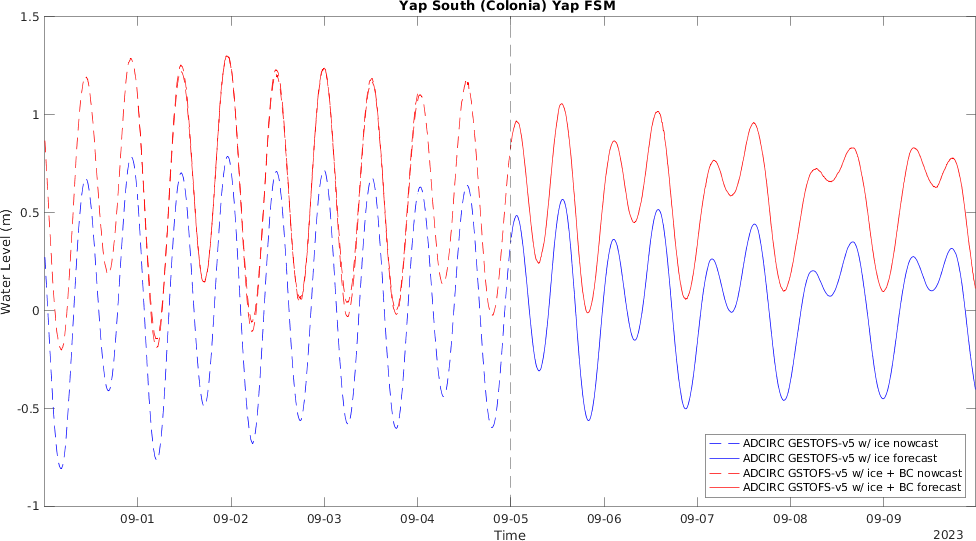 Yap South (Colonia) Yap FSM
1.5
1
0.5
0
-0.5
-1
Water Level (m)
09-01 09-02 09-03 09-04 09-05 09-06 09-07 09-08 09-09
Time
2023
ADCIRC GESTOFS-v5 w/ ice nowcast
ADCIRC GESTOFS-v5 w/ ice forecast
ADCIRC GSTOFS-v5 w/ ice + BC nowcast
ADCIRC GSTOFS-v5 w/ ice + BC forecast